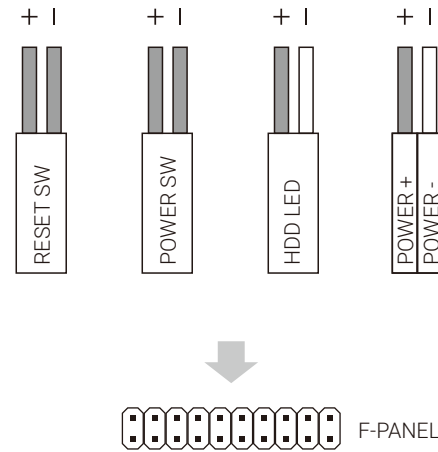 + −
+ −
+ −
+ −
RESET SW
POWER SW
HDD LED
POWER +
POWER -
F-PANEL